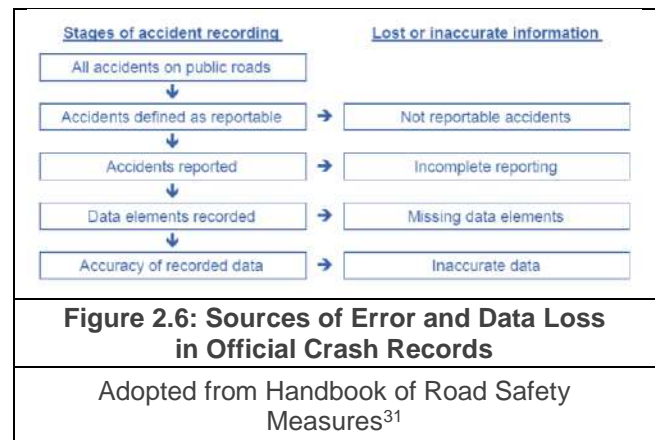 Stages of accident recording
Lost or inaccurate information
All accidents on public roads
Accidents defined as reportable
Not reportable accidents
Accidents reported
Incomplete reporting
Data elements recorded
Missing data elements
Accuracy of recorded data
Inaccurate data
Figure 2.6: Sources of Error and Data Loss
in Official Crash Records
Adopted from Handbook of Road Safety
Measures³¹